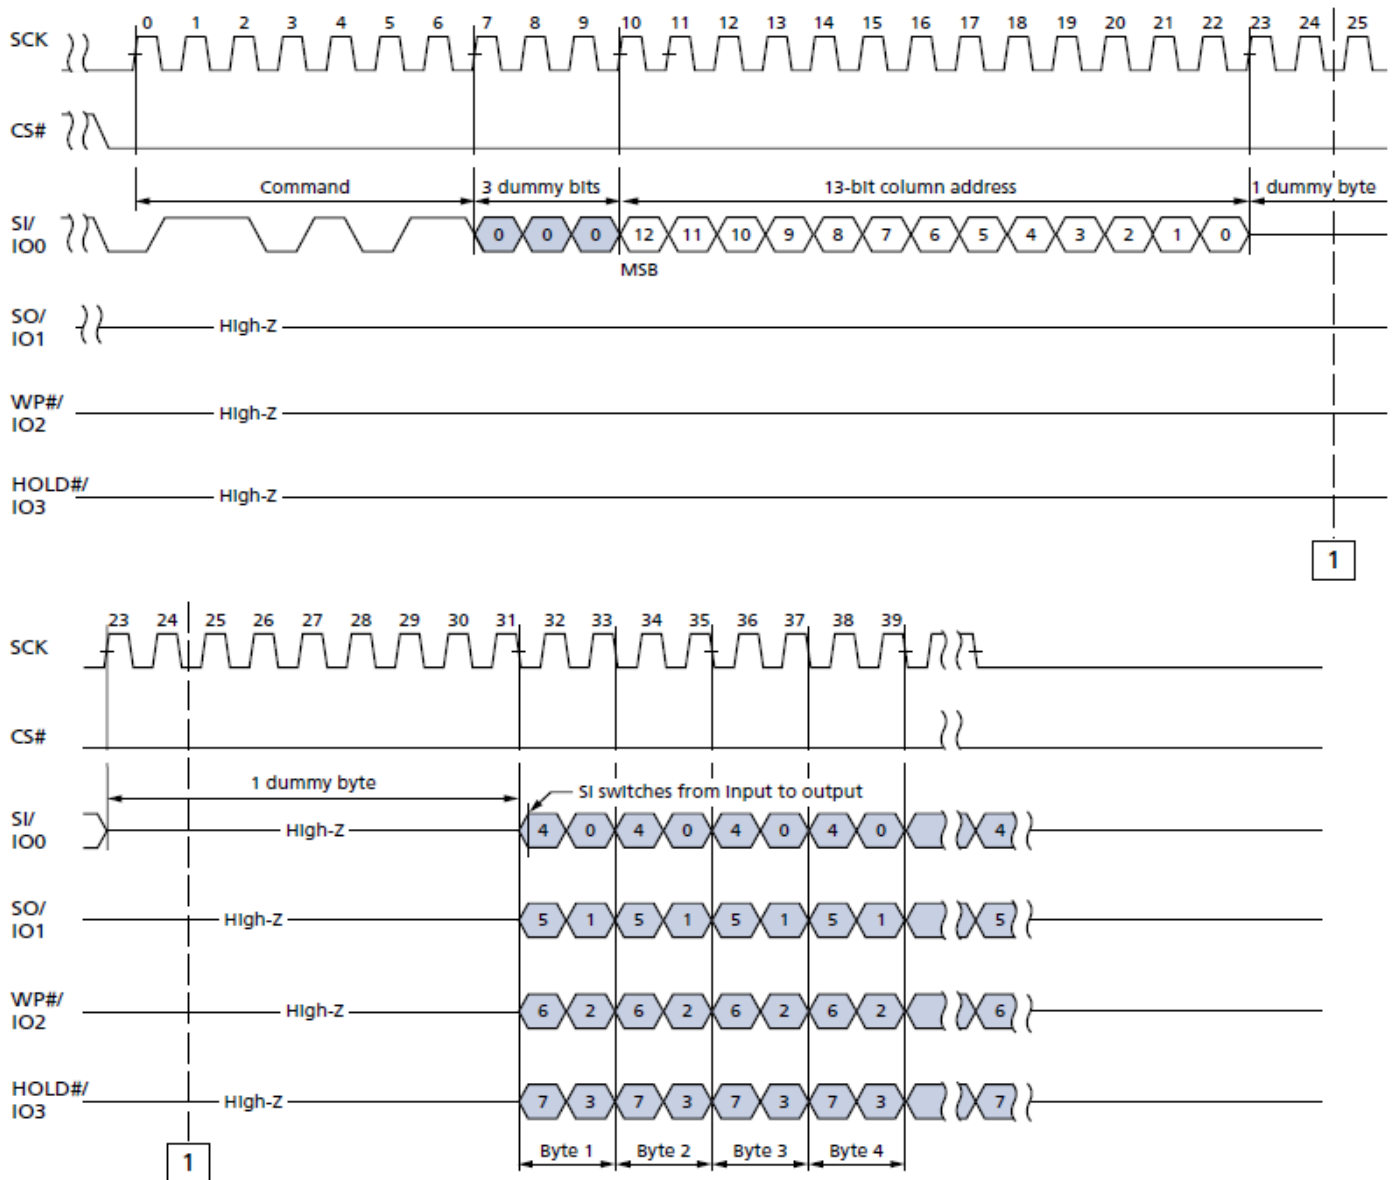 0 1 2 3 4 5 6 7 8 9 10 11 12 13 14 15 16 17 18 19 20 21 22 23 24 25
SCK
CS#
Command 3 dummy bits 13-bit column address 1 dummy byte
SI/
IO0
0 0 0 12 11 10 9 8 7 6 5 4 3 2 1 0
MSB
SO/
IO1
High-Z
WP#/
IO2
High-Z
HOLD#/
IO3
High-Z
1
23 24 25 26 27 28 29 30 31 32 33 34 35 36 37 38 39
SCK
CS#
1 dummy byte
SI switches from input to output
SI/
IO0
High-Z 4 0 4 0 4 0 4 0 4
SO/
IO1
High-Z 5 1 5 1 5 1 5 1 5
WP#/
IO2
High-Z 6 2 6 2 6 2 6 2 6
HOLD#/
IO3
High-Z 7 3 7 3 7 3 7 3 7
Byte 1 Byte 2 Byte 3 Byte 4
1